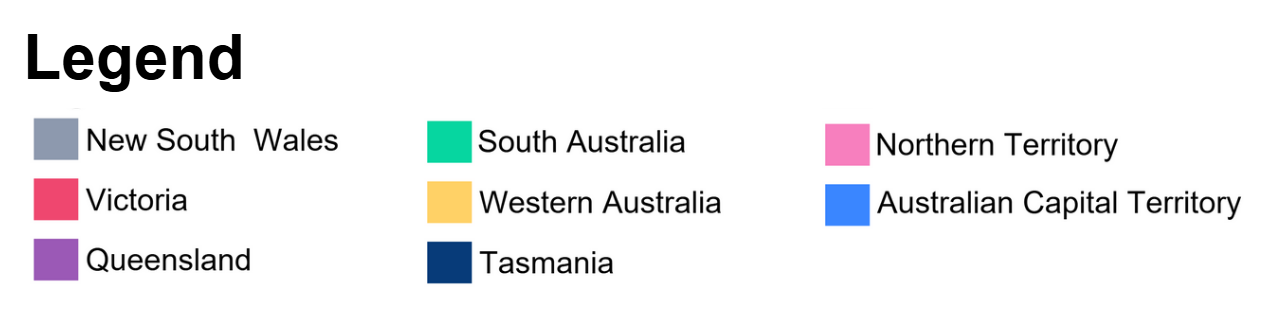 Legend
New South  Wales
Victoria
Queensland
South Australia
Western Australia
Tasmania
Northern Territory
Australian Capital Territory